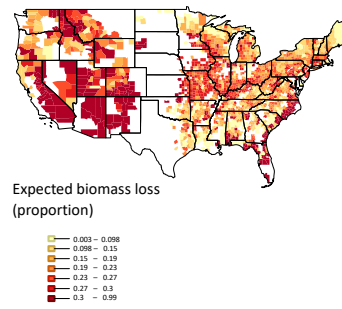 Expected biomass loss
(proportion)
0.003 – 0.098
0.098 – 0.15
0.15 – 0.19
0.19 – 0.23
0.23 – 0.27
0.27 – 0.3
0.3 – 0.99